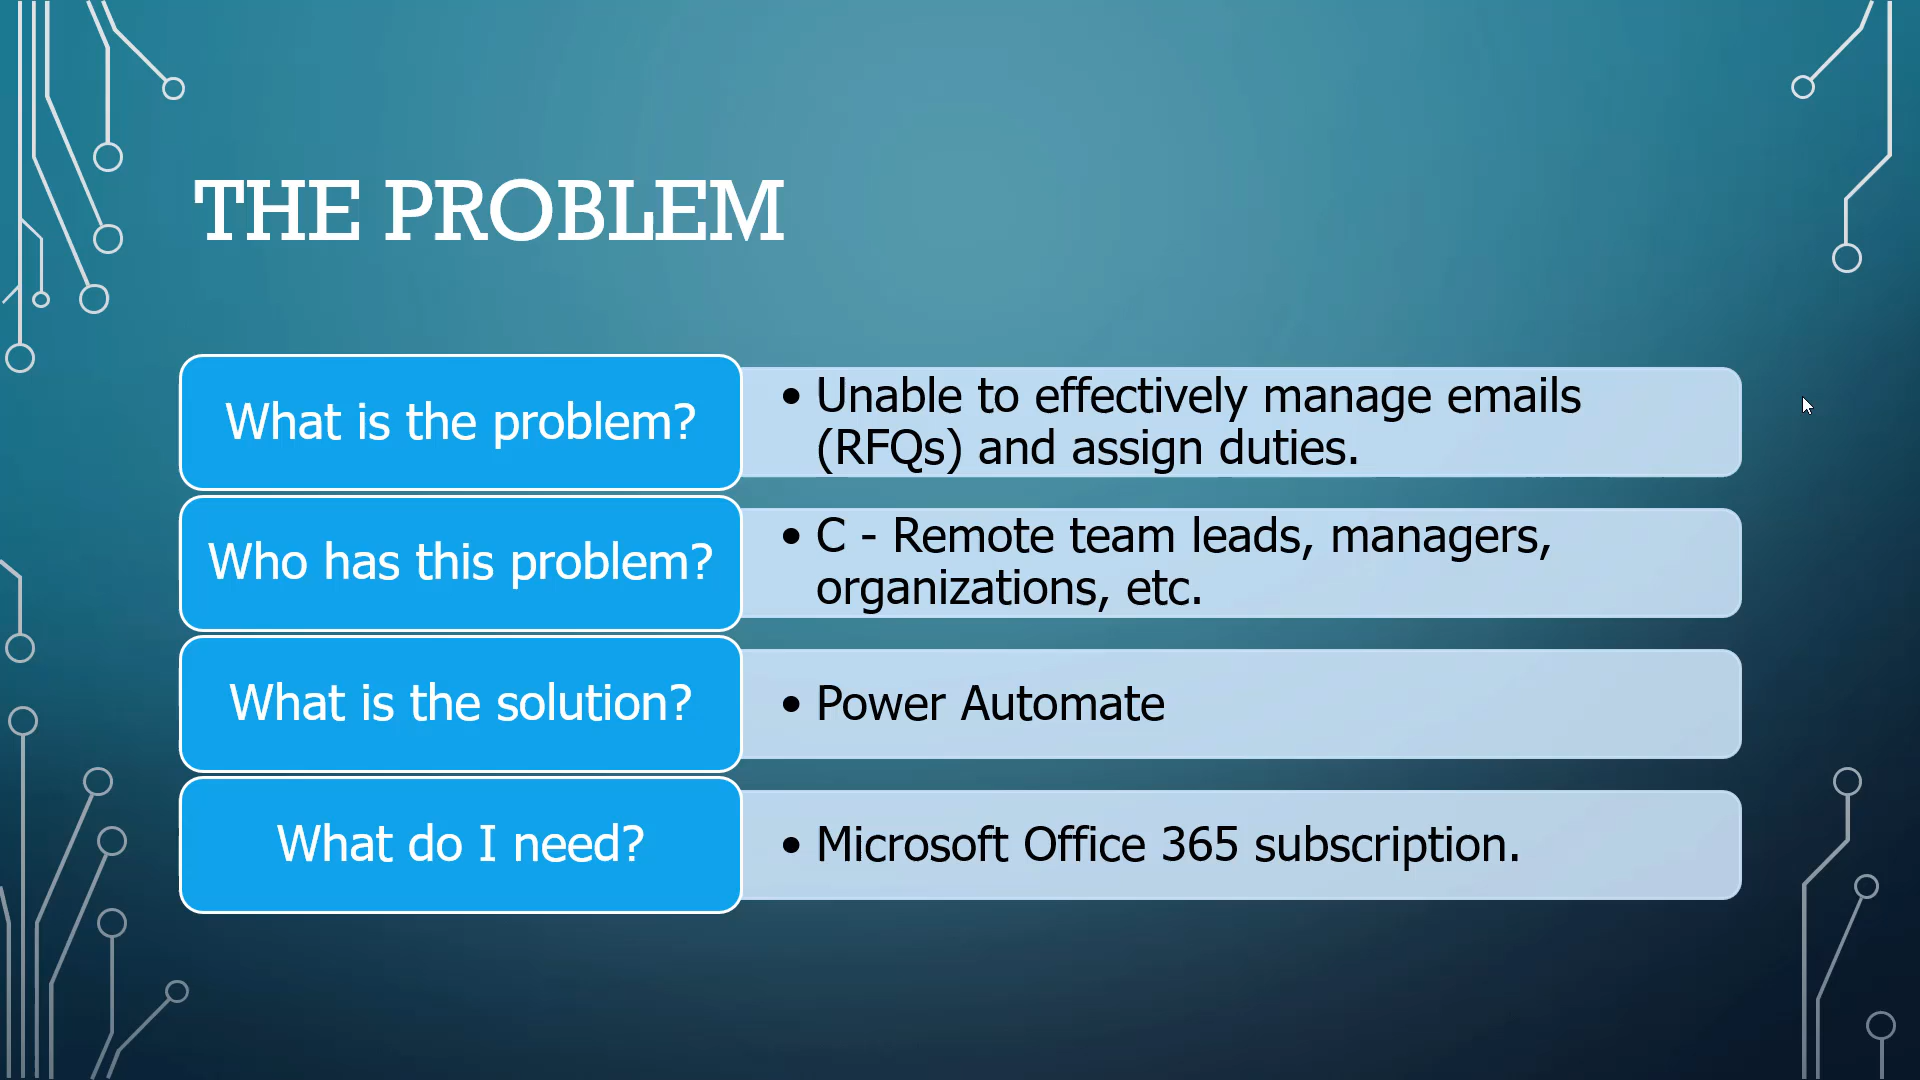 THE PROBLEM
What is the problem?
• Unable to effectively manage emails
(RFQs) and assign duties.
Who has this problem?
• C - Remote team leads, managers,
organizations, etc.
What is the solution?
• Power Automate
What do I need?
• Microsoft Office 365 subscription.